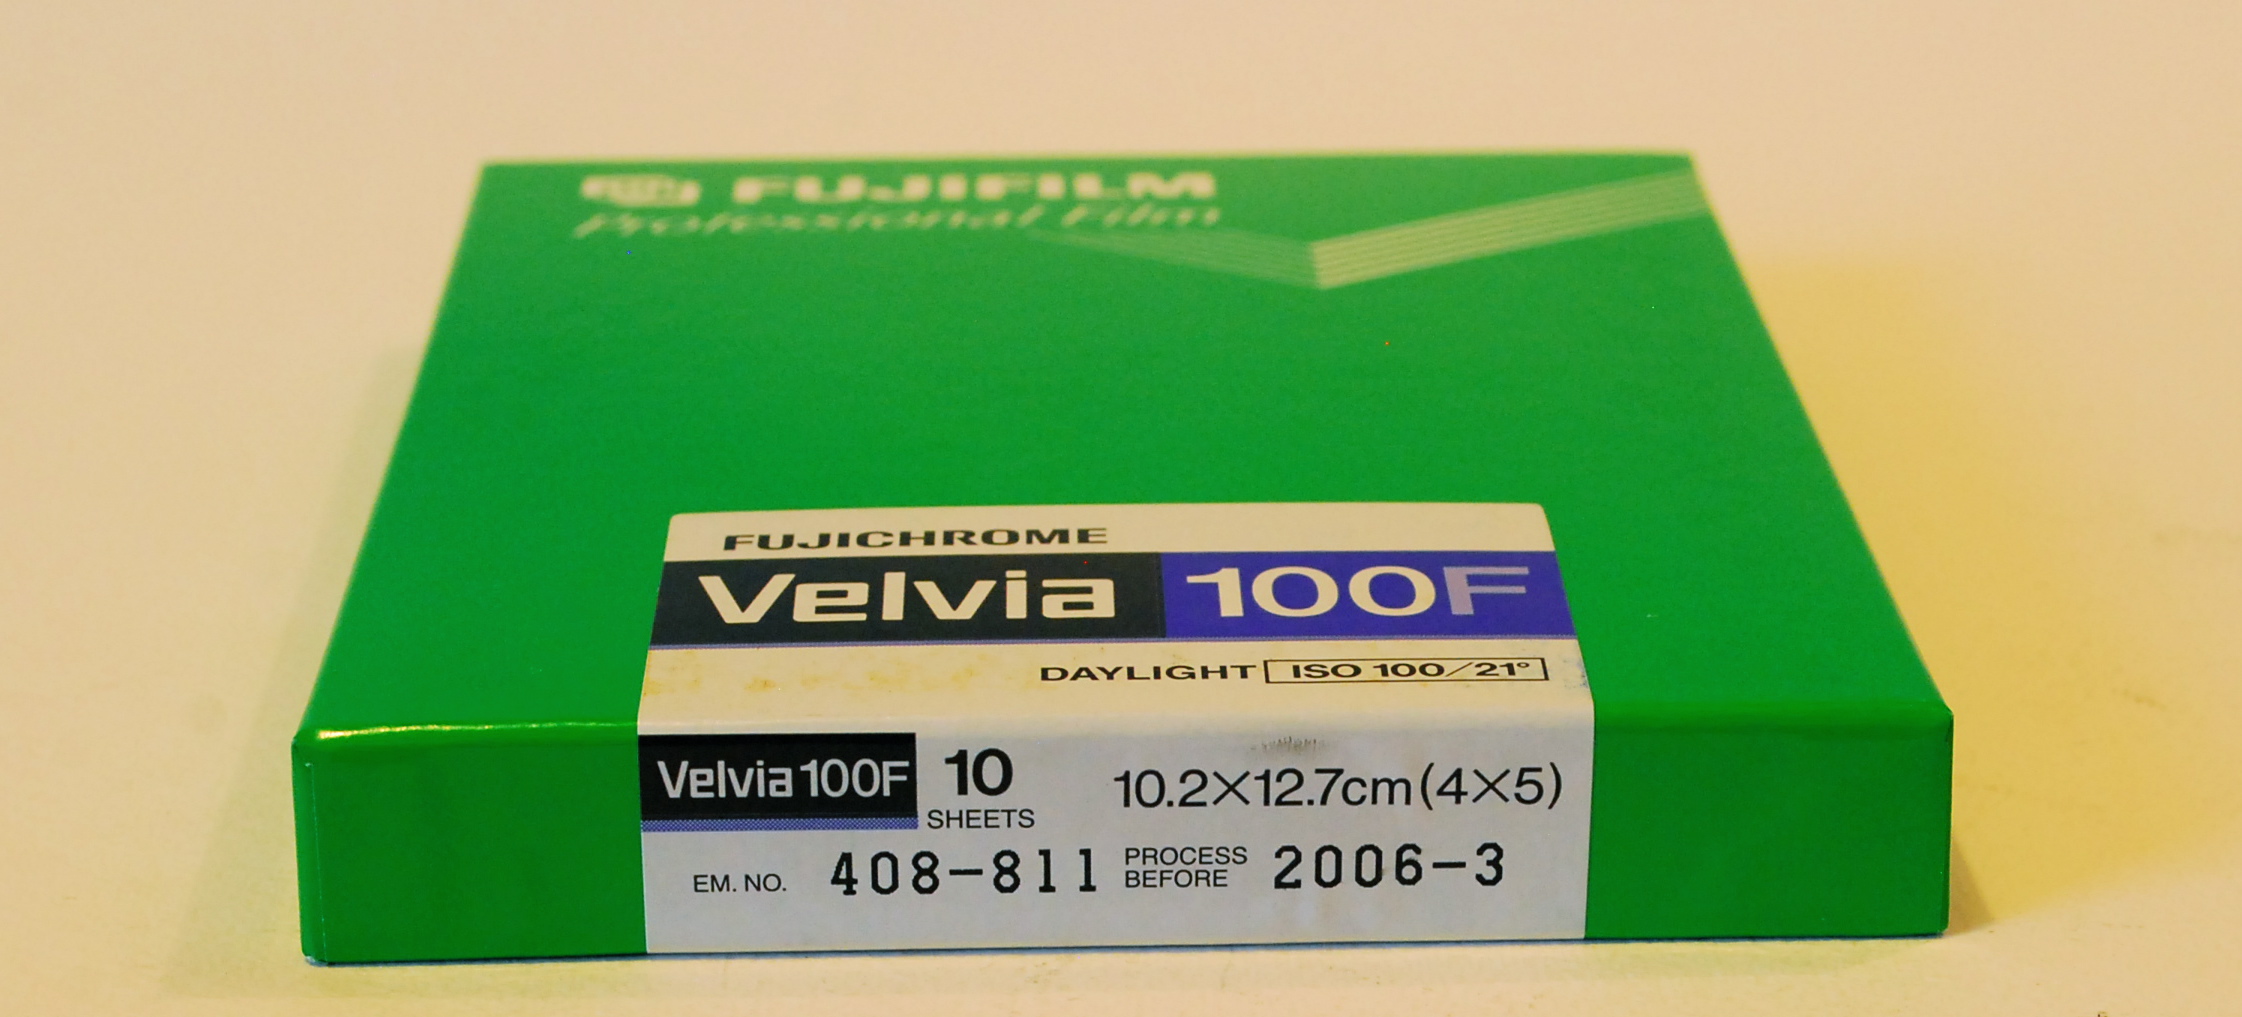 FUJIFILM
Professional Film
FUJICHROME
Velvia 100F
DAYLIGHT ISO 100/21°
Velvia 100F 10 SHEETS 10.2×12.7cm(4×5)
EM. NO. 408-811 PROCESS BEFORE 2006-3